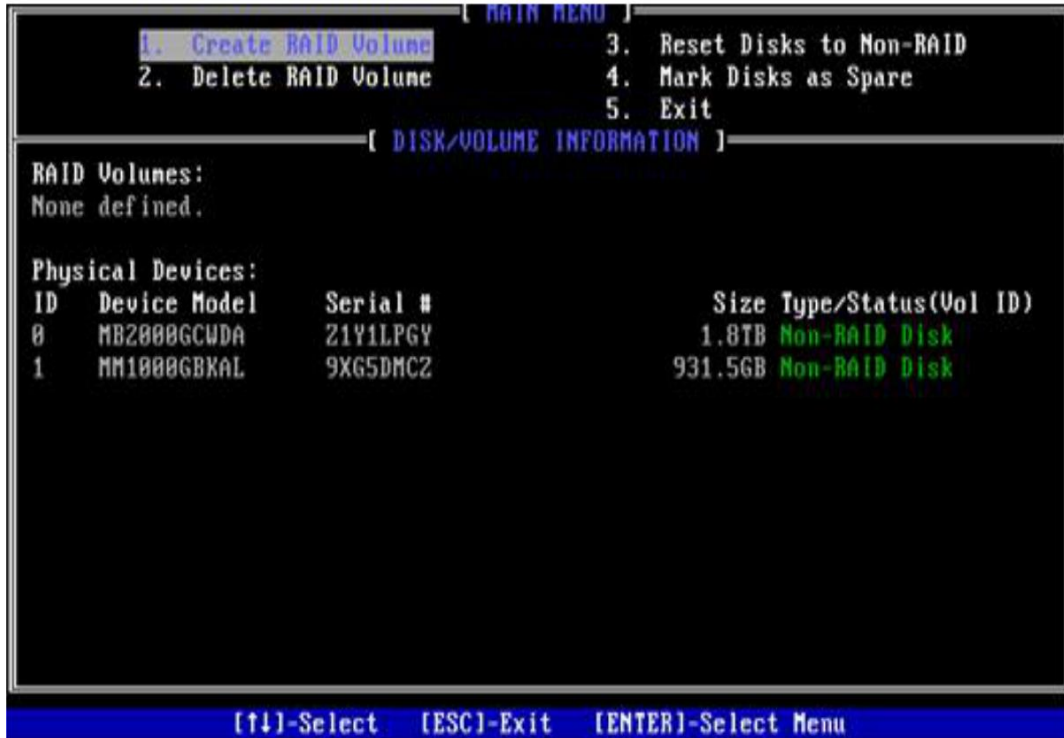 [ MAIN MENU ]
1. Create RAID Volume
2. Delete RAID Volume
3. Reset Disks to Non-RAID
4. Mark Disks as Spare
5. Exit
[ DISK/VOLUME INFORMATION ]
RAID Volumes:
None defined.
Physical Devices:
ID Device Model Serial # Size Type/Status(Vol ID)
0 MB2000GCWDA Z1Y1LPGY 1.8TB Non-RAID Disk
1 MM1000GBKAL 9XG5DMCZ 931.5GB Non-RAID Disk
[↑↓]-Select [ESC]-Exit [ENTER]-Select Menu